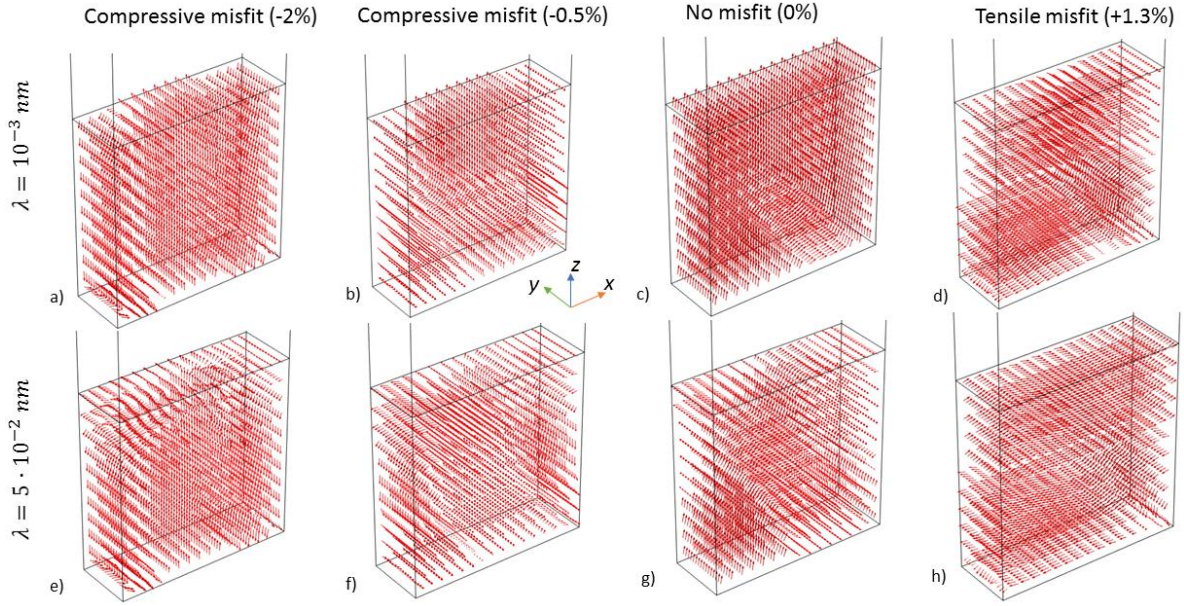 Compressive misfit (-2%)
Compressive misfit (-0.5%)
No misfit (0%)
Tensile misfit (+1.3%)
λ = 10⁻³ nm
a)
b)
z
y
x
c)
d)
λ = 5 · 10⁻² nm
e)
f)
g)
h)